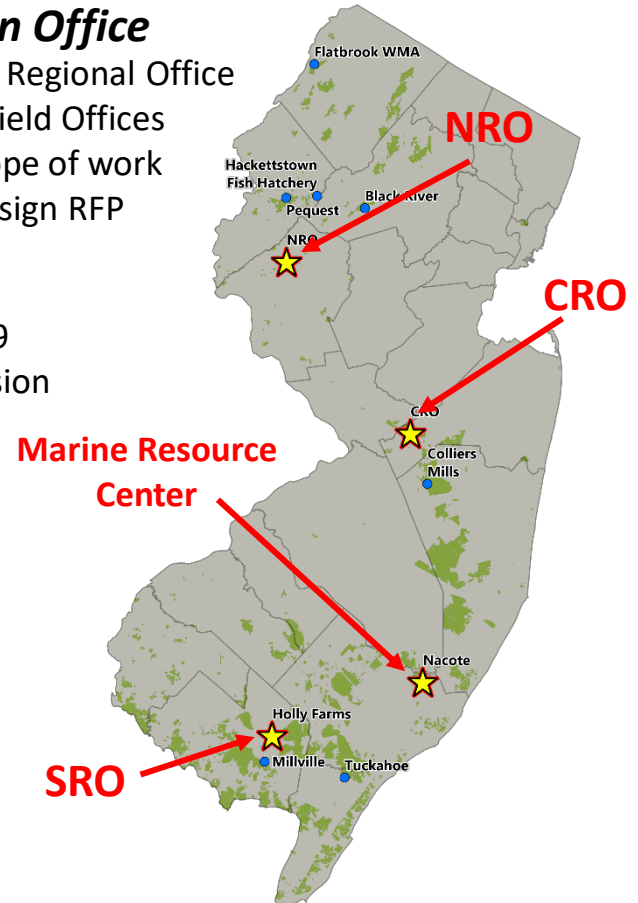 n Office
Regional Office
ield Offices
ope of work
sign RFP
9
sion
Flatbrook WMA
NRO
Hackettstown
Fish Hatchery
Pequest
Black River
NRO
CRO
CRO
Colliers
Mills
Marine Resource
Center
Nacote
Holly Farms
Millville
Tuckahoe
SRO